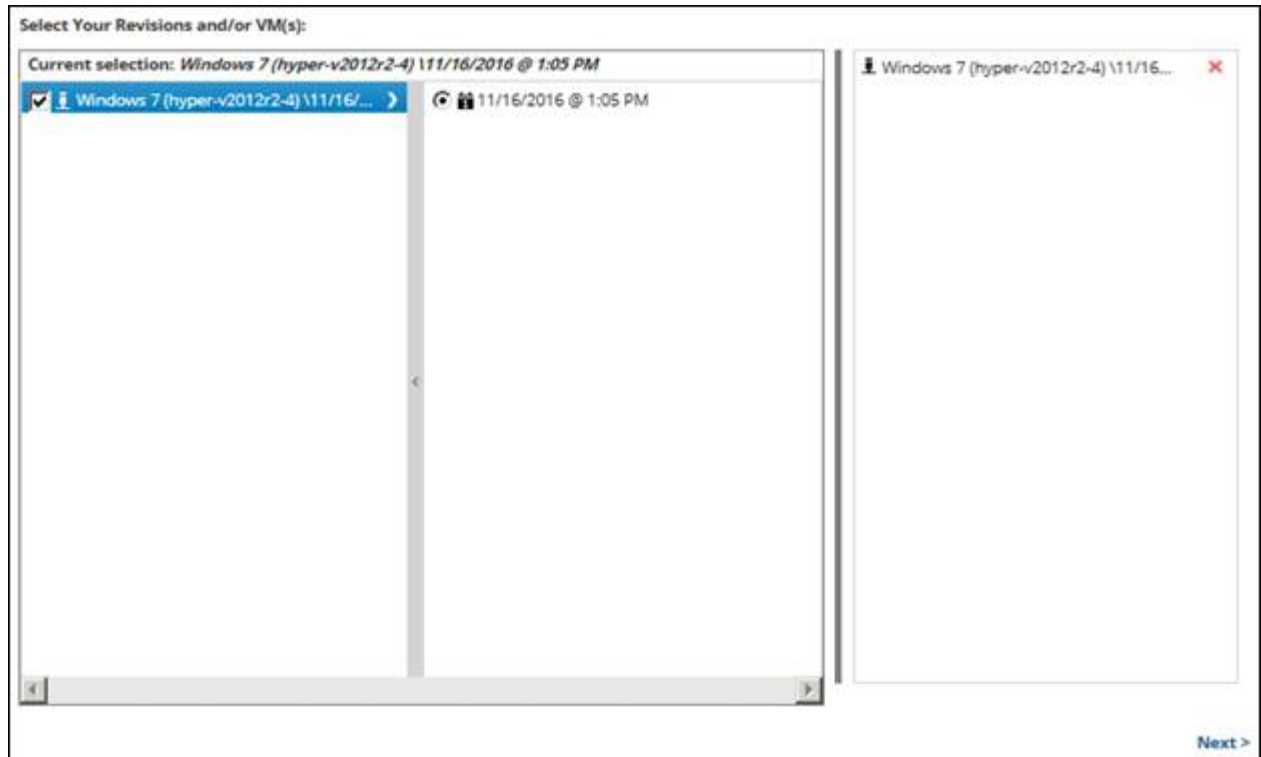 Select Your Revisions and/or VM(s):
Current selection: Windows 7 (hyper-v2012r2-4) \11/16/2016 @ 1:05 PM
Windows 7 (hyper-v2012r2-4) \11/16/...
11/16/2016 @ 1:05 PM
Windows 7 (hyper-v2012r2-4) \11/16...
Next >